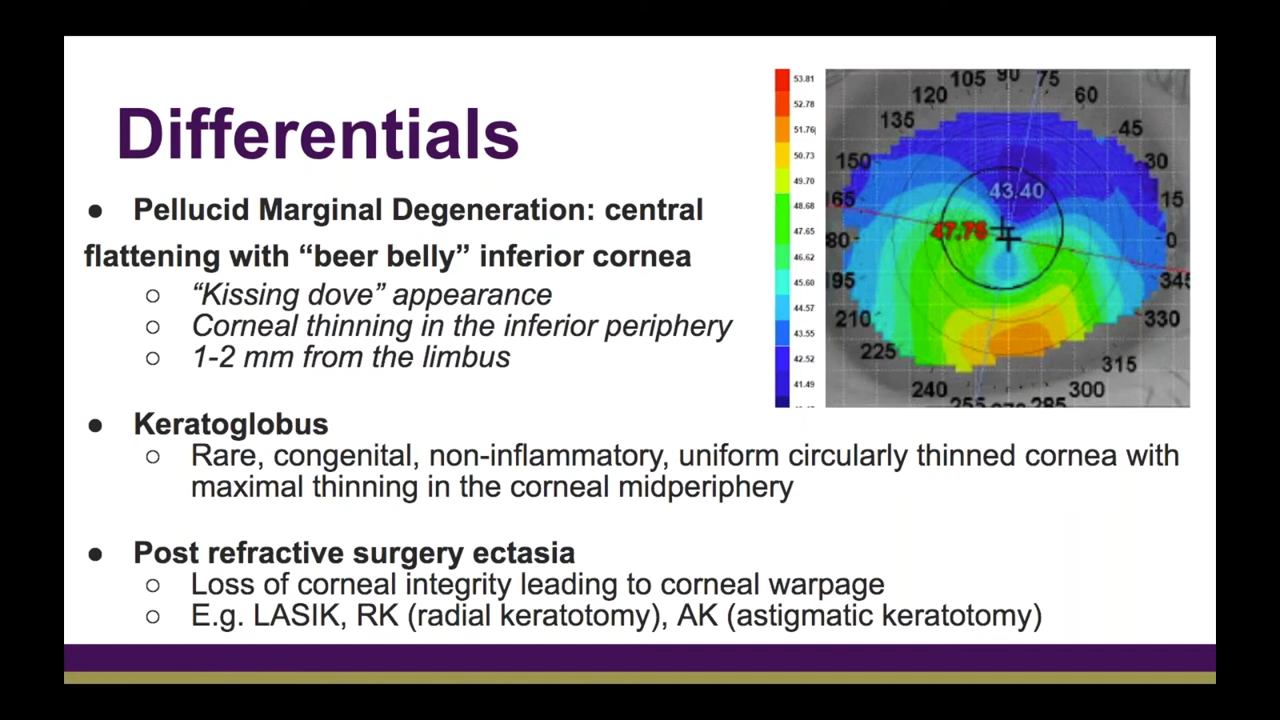 Differentials
● Pellucid Marginal Degeneration: central
flattening with “beer belly” inferior cornea
○ “Kissing dove” appearance
○ Corneal thinning in the inferior periphery
○ 1-2 mm from the limbus
● Keratoglobus
○ Rare, congenital, non-inflammatory, uniform circularly thinned cornea with
maximal thinning in the corneal midperiphery
● Post refractive surgery ectasia
○ Loss of corneal integrity leading to corneal warpage
○ E.g. LASIK, RK (radial keratotomy), AK (astigmatic keratotomy)
53.81
52.78
51.76
50.73
49.70
48.68
47.65
46.62
45.60
44.57
43.55
42.52
41.49
105 90 75
120 60
135 45
150 30
165 15
43.40
47.76
80 0
195 345
210 330
225 315
240 300
255 285